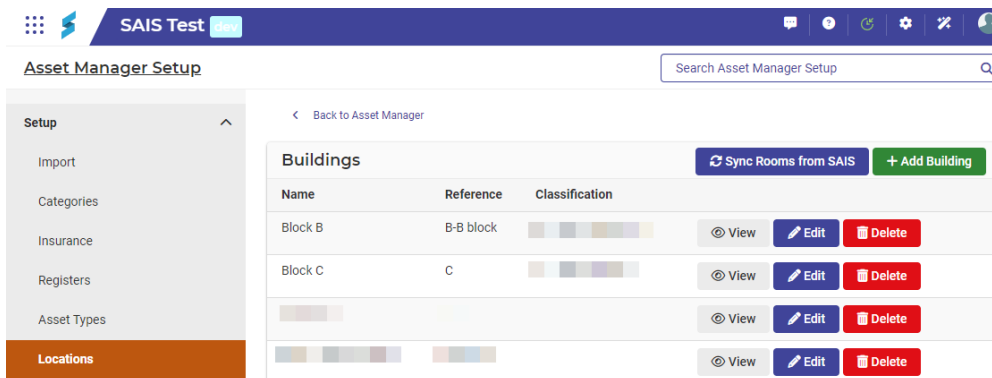 SAIS Test dev
Asset Manager Setup
Search Asset Manager Setup
Setup
Import
Categories
Insurance
Registers
Asset Types
Locations
Back to Asset Manager
Buildings
Sync Rooms from SAIS
+ Add Building
Name Reference Classification
Block B B-B block View Edit Delete
Block C C View Edit Delete
View Edit Delete
View Edit Delete